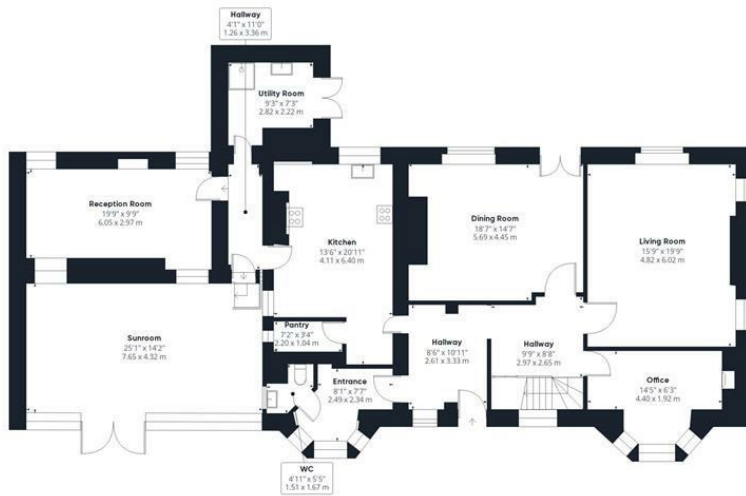 Hallway
4'1" x 11'0"
1.26 x 3.36 m
Utility Room
9'3" x 7'3"
2.82 x 2.22 m
Reception Room
19'9" x 9'9"
6.05 x 2.97 m
Kitchen
13'6" x 20'11"
4.11 x 6.40 m
Dining Room
18'7" x 14'7"
5.69 x 4.45 m
Living Room
15'9" x 19'9"
4.82 x 6.02 m
Sunroom
25'1" x 14'2"
7.65 x 4.32 m
Pantry
7'2" x 3'4"
2.20 x 1.04 m
Hallway
8'6" x 10'11"
2.61 x 3.33 m
Hallway
9'9" x 8'8"
2.97 x 2.65 m
Entrance
8'1" x 7'7"
2.49 x 2.34 m
Office
14'5" x 6'3"
4.40 x 1.92 m
WC
4'11" x 5'5"
1.51 x 1.67 m